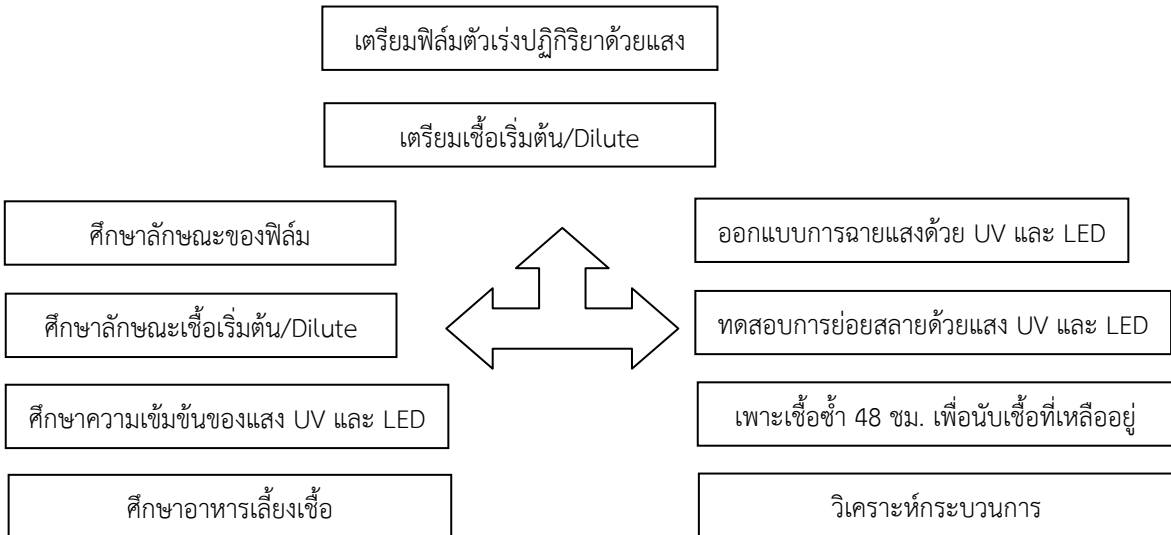 เตรียมฟิล์มตัวเร่งปฏิกิริยาด้วยแสง
เตรียมเชื้อเริ่มต้น/Dilute
ศึกษาลักษณะของฟิล์ม
ศึกษาลักษณะเชื้อเริ่มต้น/Dilute
ศึกษาความเข้มข้นของแสง UV และ LED
ศึกษาอาหารเลี้ยงเชื้อ
ออกแบบการฉายแสงด้วย UV และ LED
ทดสอบการย่อยสลายด้วยแสง UV และ LED
เพาะเชื้อซ้ำ 48 ชม. เพื่อนับเชื้อที่เหลืออยู่
วิเคราะห์กระบวนการ